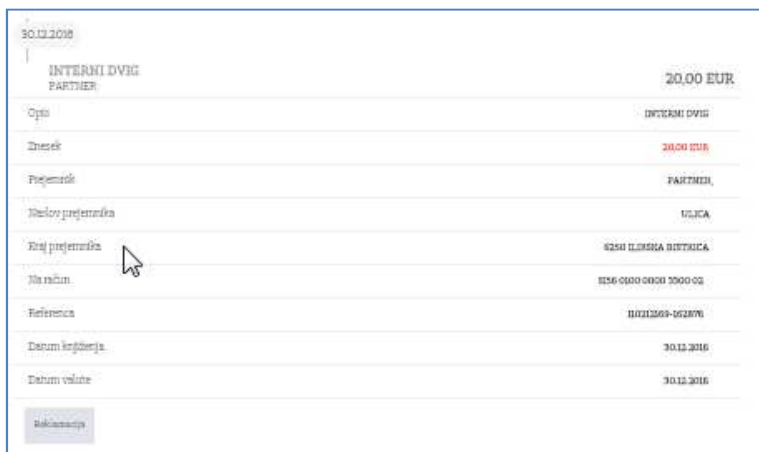 30.12.2016
INTERNI DVIG
PARTNER
20,00 EUR
Opis INTERNI DVIG
Znesek 20,00 EUR
Prejemnik PARTNER,
Naslov prejemnika ULICA
Kraj prejemnika 6250 ILIRSKA BISTRICA
Na račun SI56 0100 0000 5500 02
Referenca
Datum knjiženja 30.12.2016
Datum valute 30.12.2016
Reklamacija